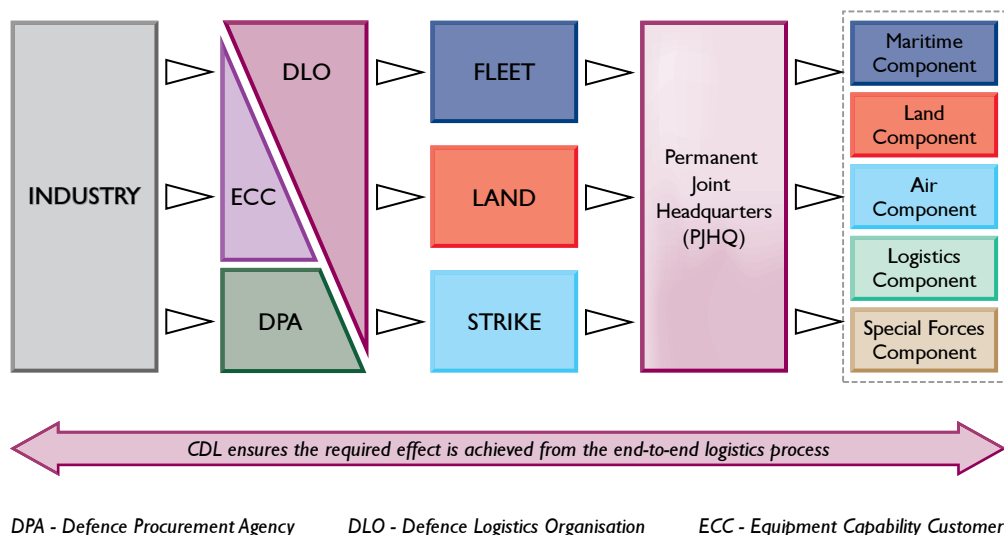 INDUSTRY
DLO
ECC
DPA
FLEET
LAND
STRIKE
Permanent
Joint
Headquarters
(PJHQ)
Maritime
Component
Land
Component
Air
Component
Logistics
Component
Special Forces
Component
CDL ensures the required effect is achieved from the end-to-end logistics process
DPA - Defence Procurement Agency
DLO - Defence Logistics Organisation
ECC - Equipment Capability Customer